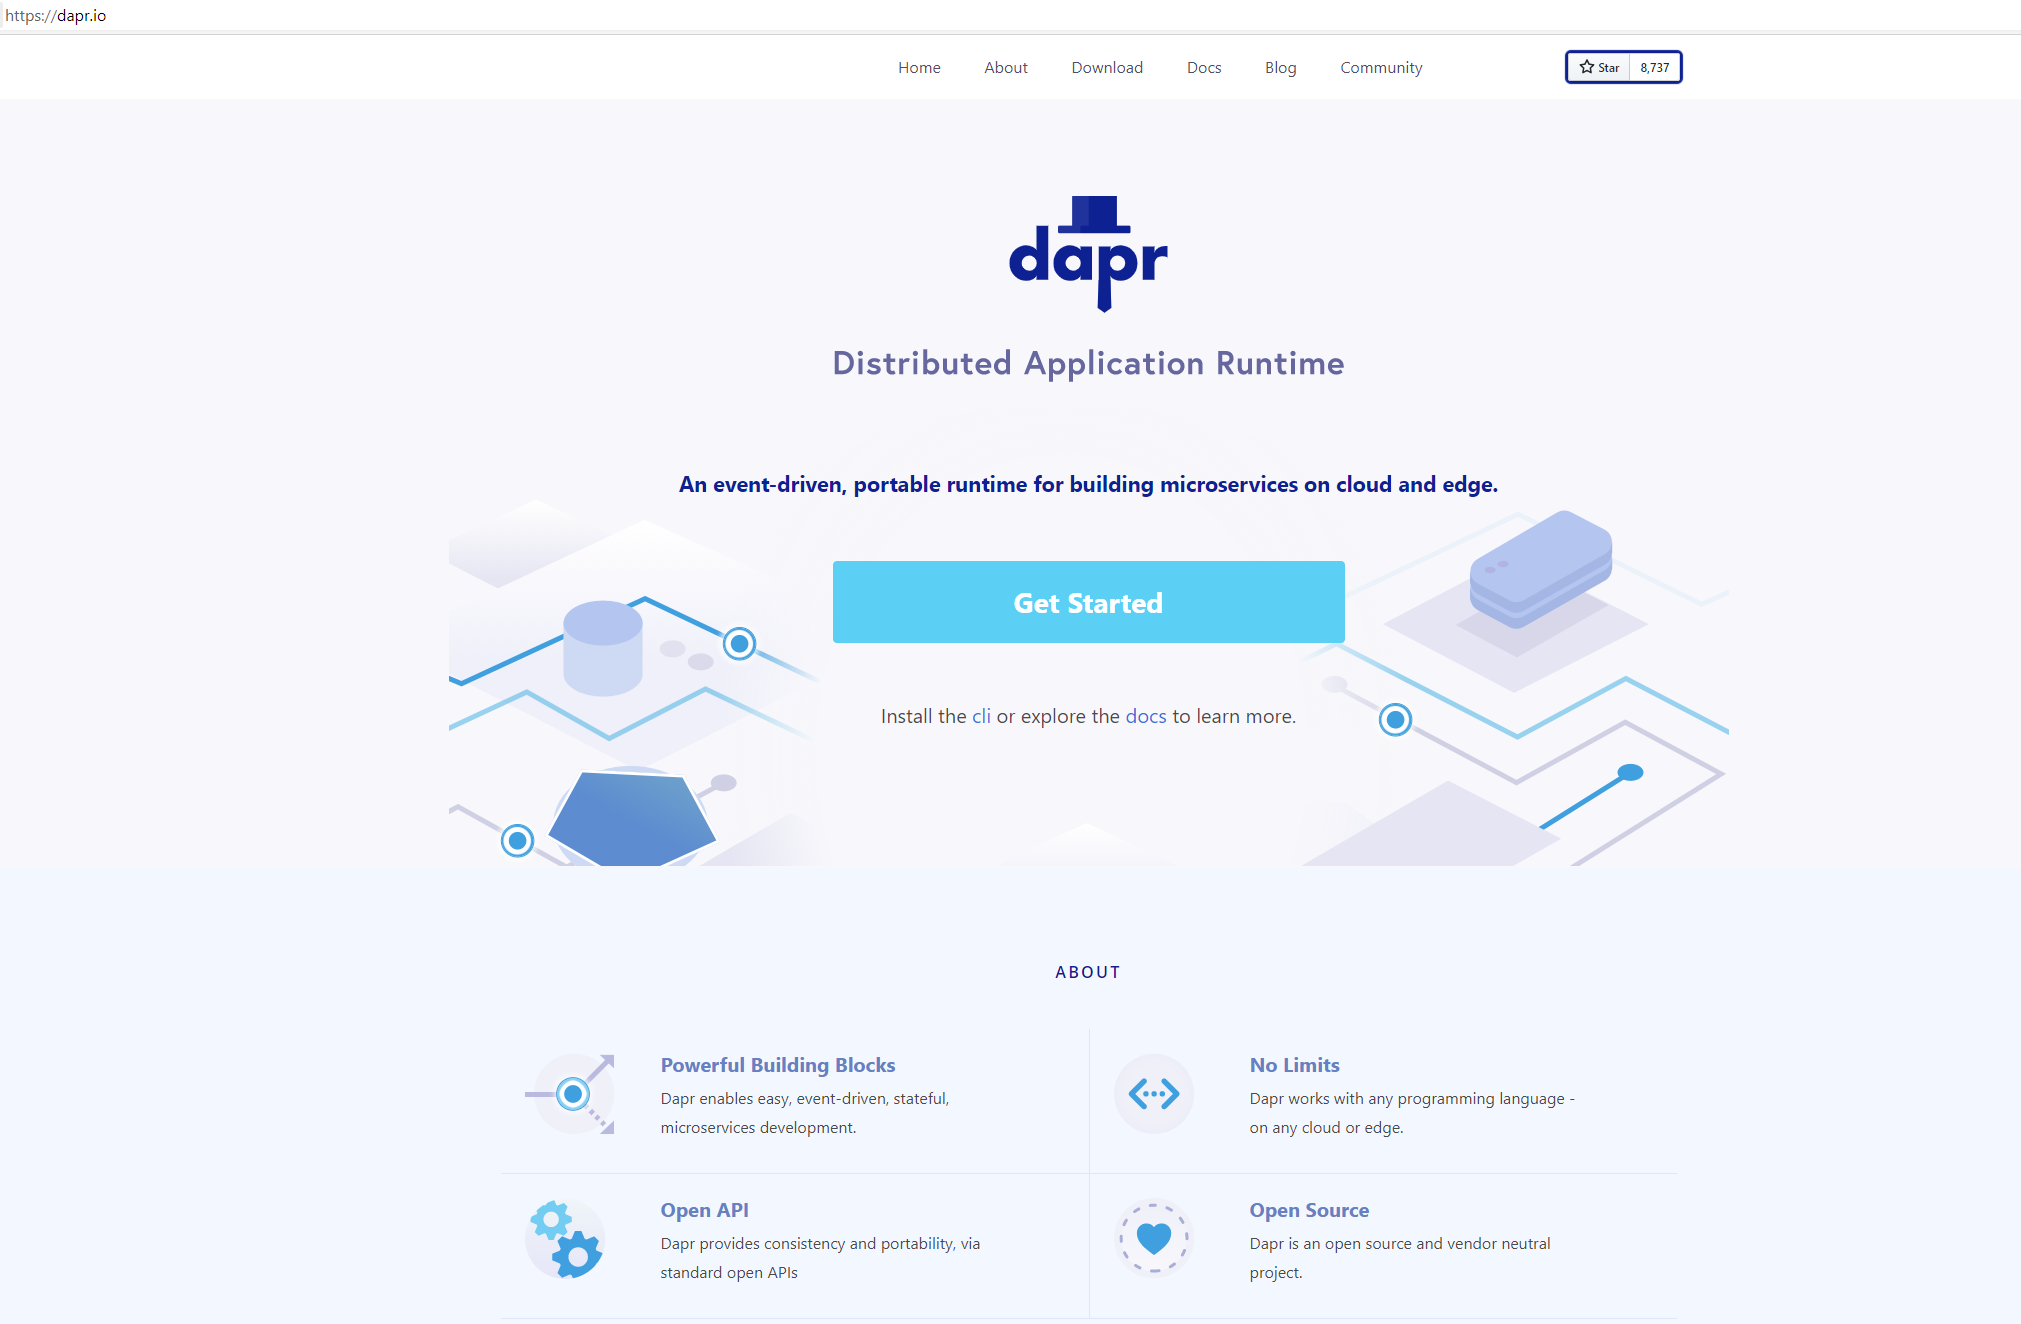 https://dapr.io
Home About Download Docs Blog Community Star 8,737
dapr
Distributed Application Runtime
An event-driven, portable runtime for building microservices on cloud and edge.
Get Started
Install the cli or explore the docs to learn more.
ABOUT
Powerful Building Blocks
Dapr enables easy, event-driven, stateful,
microservices development.
No Limits
Dapr works with any programming language -
on any cloud or edge.
Open API
Dapr provides consistency and portability, via
standard open APIs
Open Source
Dapr is an open source and vendor neutral
project.